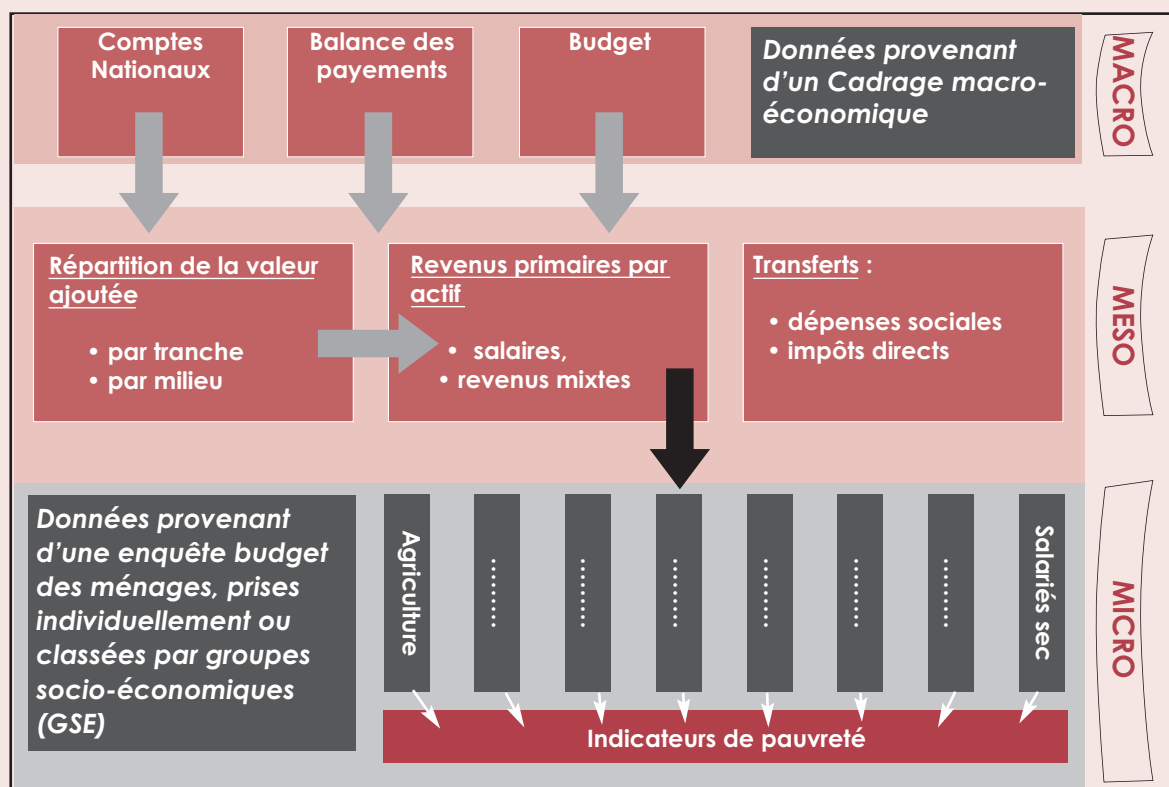 Comptes
Nationaux
Balance des
payements
Budget
Données provenant
d'un Cadrage macro-
économique
MACRO
Répartition de la valeur
ajoutée
• par tranche
• par milieu
Revenus primaires par
actif
• salaires,
• revenus mixtes
Transferts :
• dépenses sociales
• impôts directs
MESO
Données provenant
d'une enquête budget
des ménages, prises
individuellement ou
classées par groupes
socio-économiques
(GSE)
Agriculture
........
........
........
........
........
........
Salariés sec
Indicateurs de pauvreté
MICRO